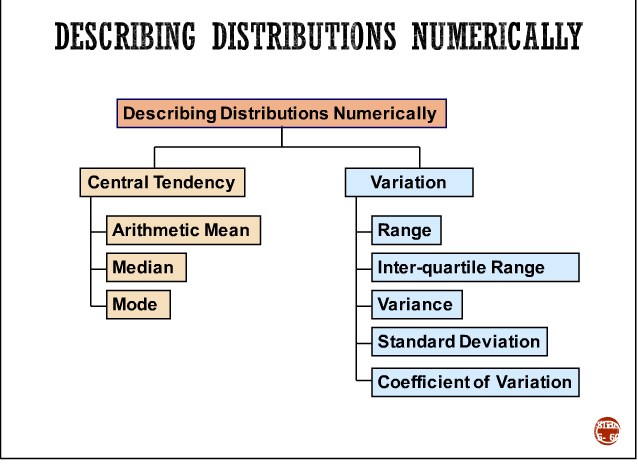 DESCRIBING DISTRIBUTIONS NUMERICALLY
Describing Distributions Numerically
Central Tendency
Arithmetic Mean
Median
Mode
Variation
Range
Inter-quartile Range
Variance
Standard Deviation
Coefficient of Variation